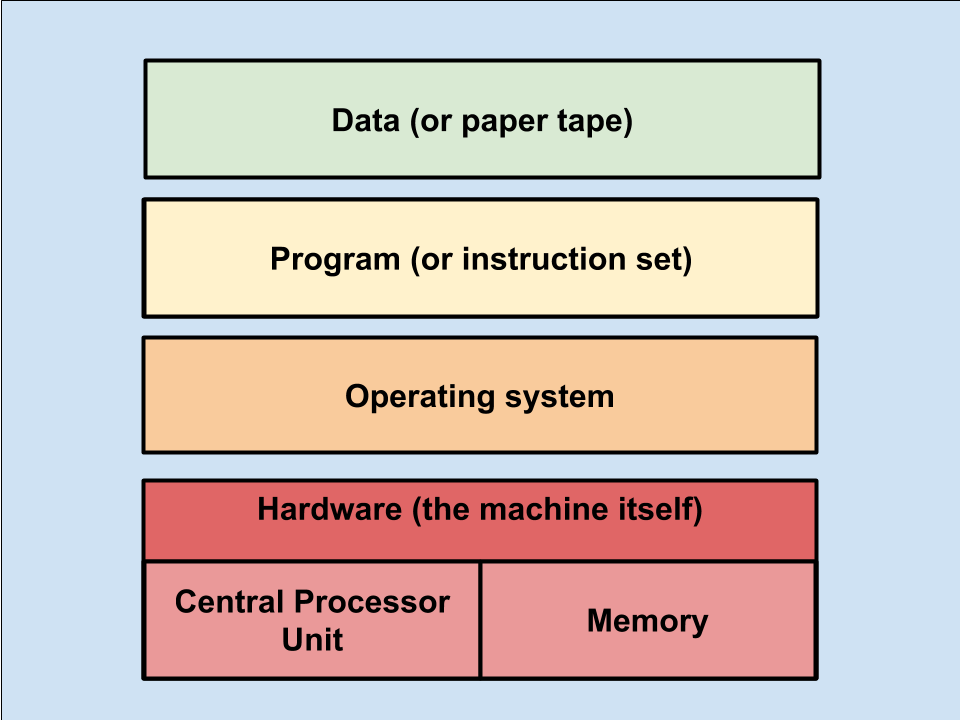 Data (or paper tape)
Program (or instruction set)
Operating system
Hardware (the machine itself)
Central Processor
Unit
Memory